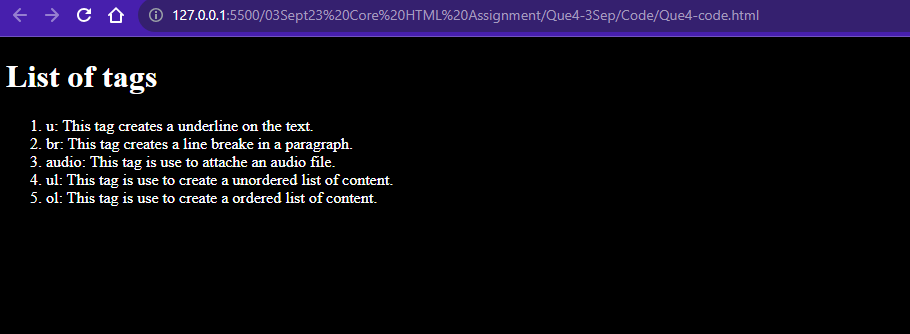 127.0.0.1:5500/03Sept23%20Core%20HTML%20Assignment/Que4-3Sep/Code/Que4-code.html
List of tags
1. u: This tag creates a underline on the text.
2. br: This tag creates a line breake in a paragraph.
3. audio: This tag is use to attache an audio file.
4. ul: This tag is use to create a unordered list of content.
5. ol: This tag is use to create a ordered list of content.